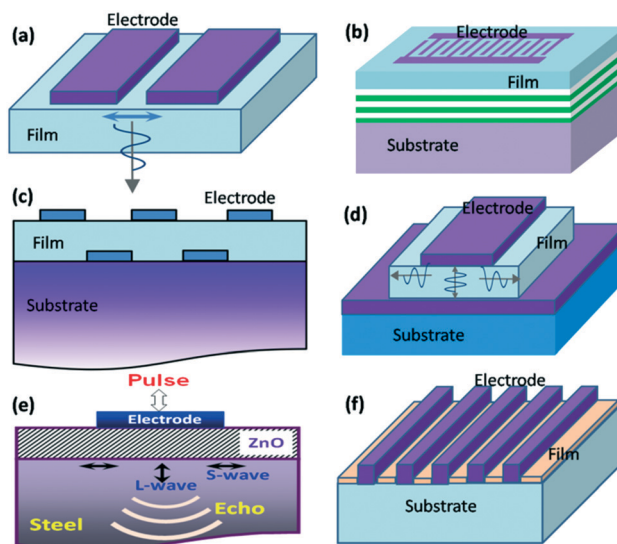 (a)
Electrode
Film
(b)
Electrode
Film
Substrate
(c)
Electrode
Film
Substrate
(d)
Electrode
Film
Substrate
Pulse
(e)
Electrode
ZnO
L-wave
S-wave
Steel
Echo
(f)
Electrode
Film
Substrate